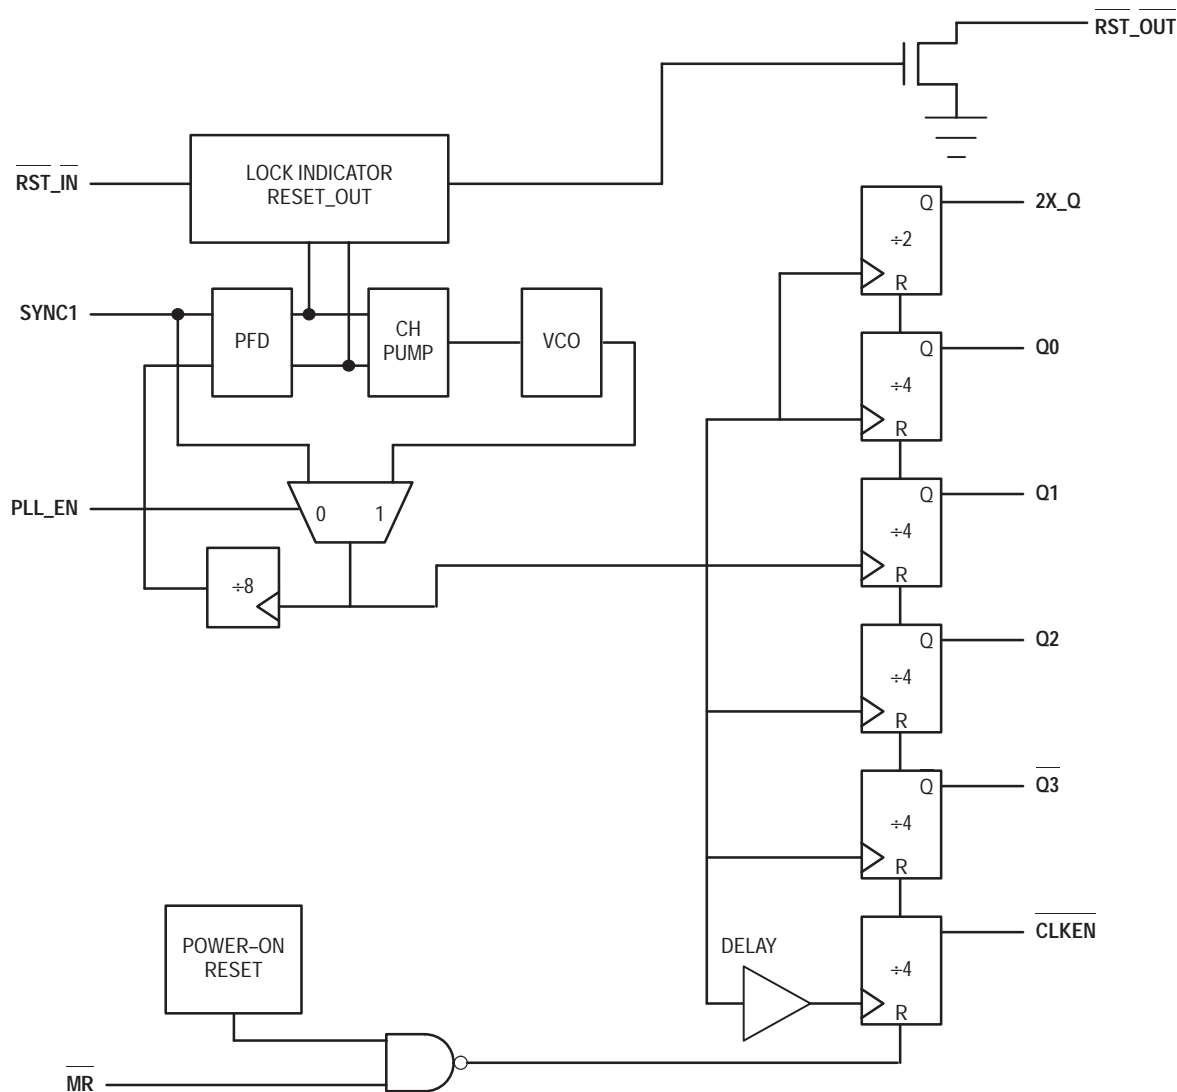 RST_OUT
RST_IN
LOCK INDICATOR
RESET_OUT
Q
2X_Q
÷2
R
SYNC1
PFD
CH
PUMP
VCO
Q
Q0
÷4
R
PLL_EN
0
1
Q
Q1
÷4
R
÷8
Q
Q2
÷4
R
Q̅
Q̅3̅
÷4
R
POWER–ON
RESET
DELAY
Q
CLKEN
÷4
R
MR